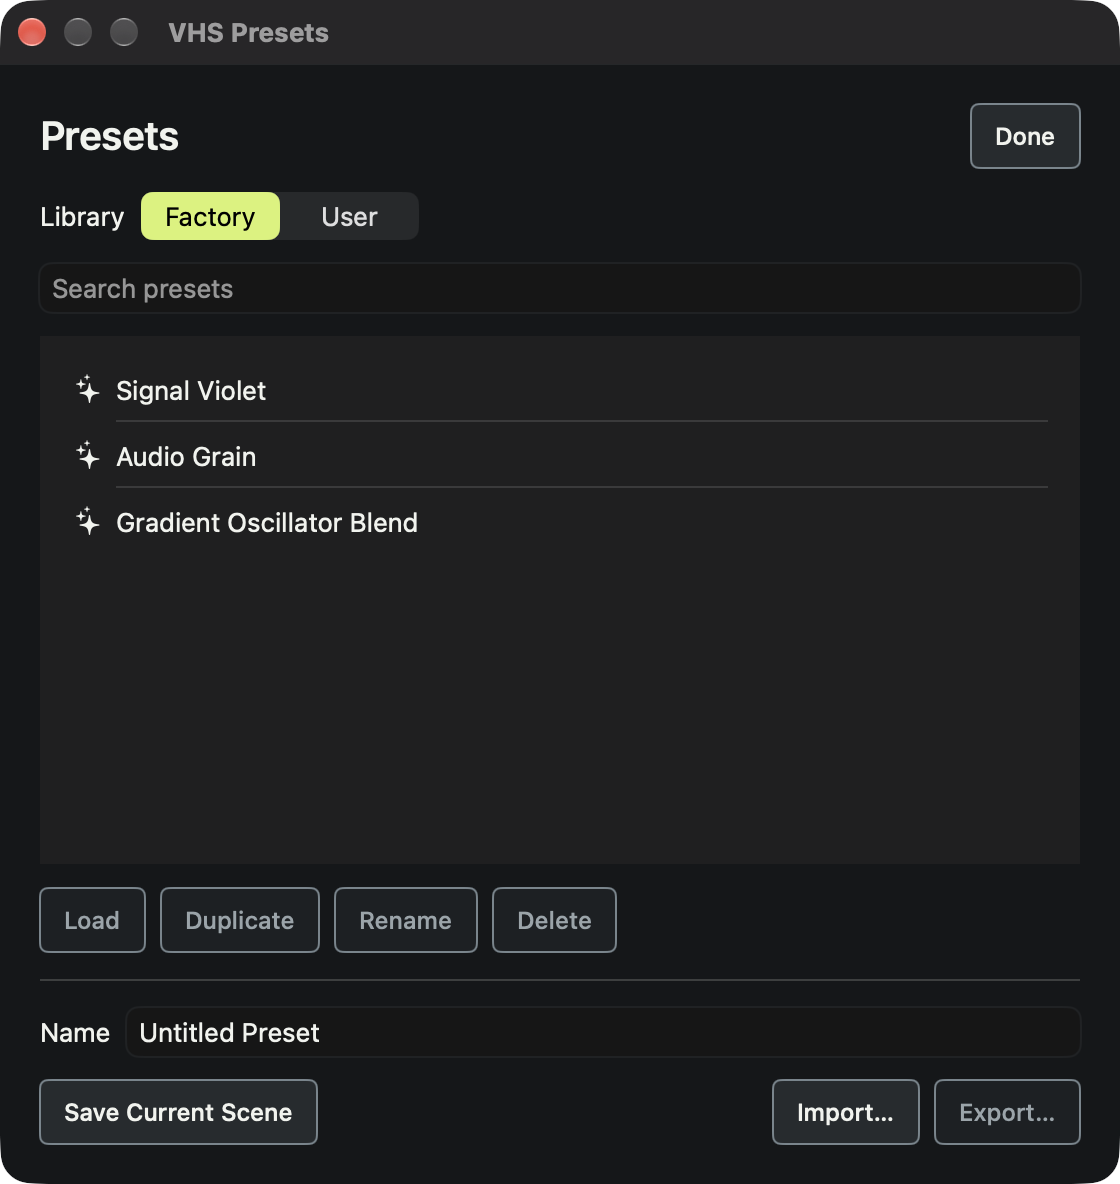 VHS Presets
Presets
Done
Library
Factory
User
Search presets
Signal Violet
Audio Grain
Gradient Oscillator Blend
Load
Duplicate
Rename
Delete
Name
Untitled Preset
Save Current Scene
Import...
Export...